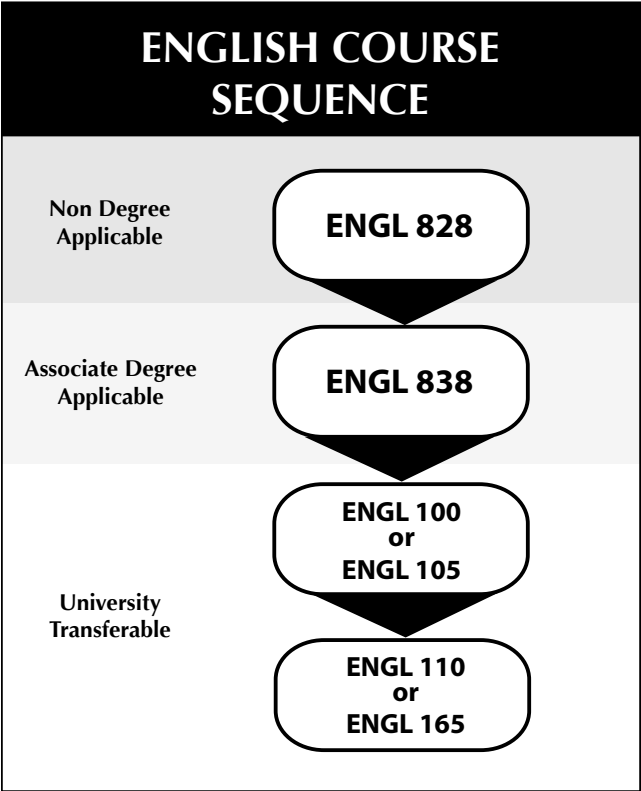 ENGLISH COURSE
SEQUENCE
Non Degree
Applicable
ENGL 828
Associate Degree
Applicable
ENGL 838
University
Transferable
ENGL 100
or
ENGL 105
ENGL 110
or
ENGL 165